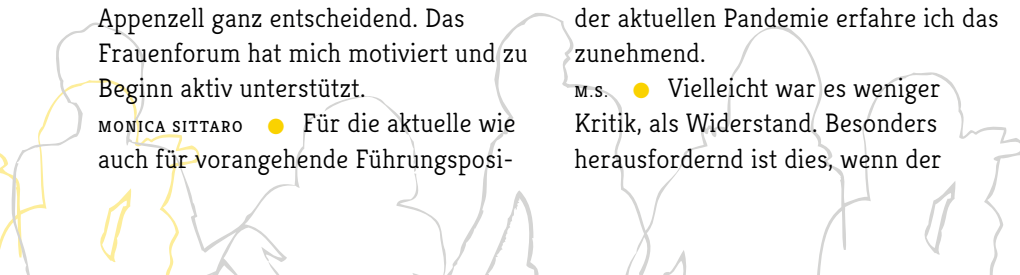 Appenzell ganz entscheidend. Das
Frauenforum hat mich motiviert und zu
Beginn aktiv unterstützt.
MONICA SITTARO ● Für die aktuelle wie
auch für vorangehende Führungsposi-
der aktuellen Pandemie erfahre ich das
zunehmend.
M.S. ● Vielleicht war es weniger
Kritik, als Widerstand. Besonders
herausfordernd ist dies, wenn der